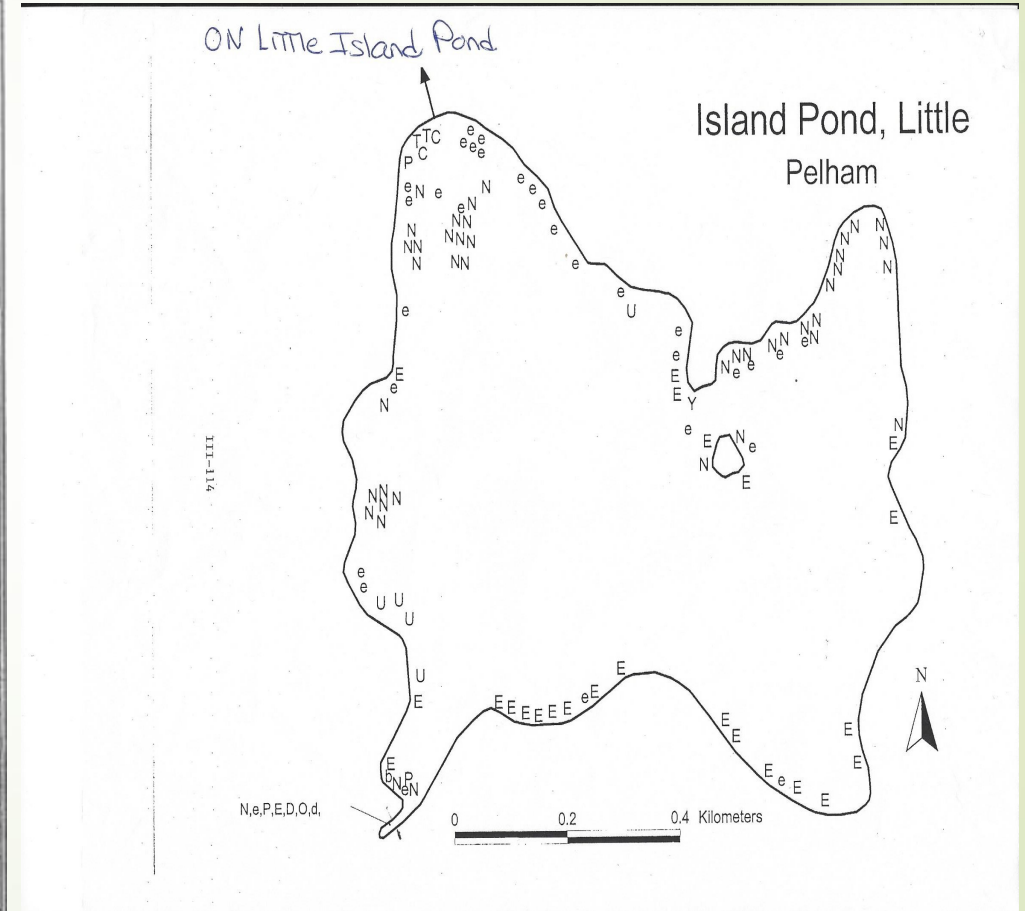 ON Little Island Pond
Island Pond, Little
Pelham
T T C e e
C e e e
P
e N e N e
e e N e
N N N e
N N N N N
N N N
e
e
e U
e
e
E
E
Y
E
e
N
N N N N N N N N
N N N N N N N N N N
N e e e e N
N
E
E
e E N e
N E
N N N
N N
N
III-114
e
e
U U
U
U
E
E
E E E E E E e E
E
E
E e E
E
E
E
N
E
b P
N e N
N,e,P,E,D,O,d,
0 0.2 0.4 Kilometers